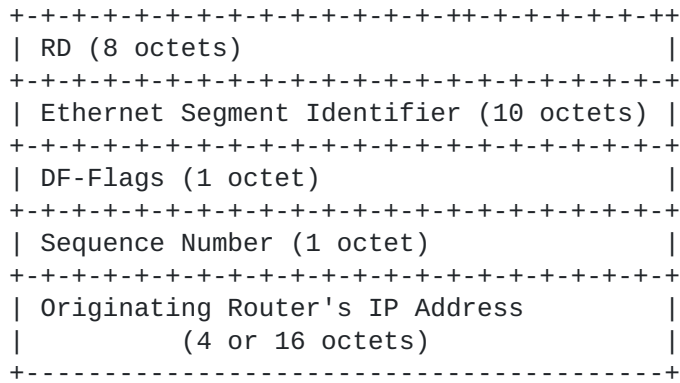 +-+-+-+-+-+-+-+-+-+-+-+-+-+-++-+-+-+-+-+-++
| RD (8 octets) |
+-+-+-+-+-+-+-+-+-+-+-+-+-+-+-+-+-+-+-+-+-+
| Ethernet Segment Identifier (10 octets) |
+-+-+-+-+-+-+-+-+-+-+-+-+-+-+-+-+-+-+-+-+-+
| DF-Flags (1 octet) |
+-+-+-+-+-+-+-+-+-+-+-+-+-+-+-+-+-+-+-+-+-+
| Sequence Number (1 octet) |
+-+-+-+-+-+-+-+-+-+-+-+-+-+-+-+-+-+-+-+-+-+
| Originating Router's IP Address |
| (4 or 16 octets) |
+-----------------------------------------+